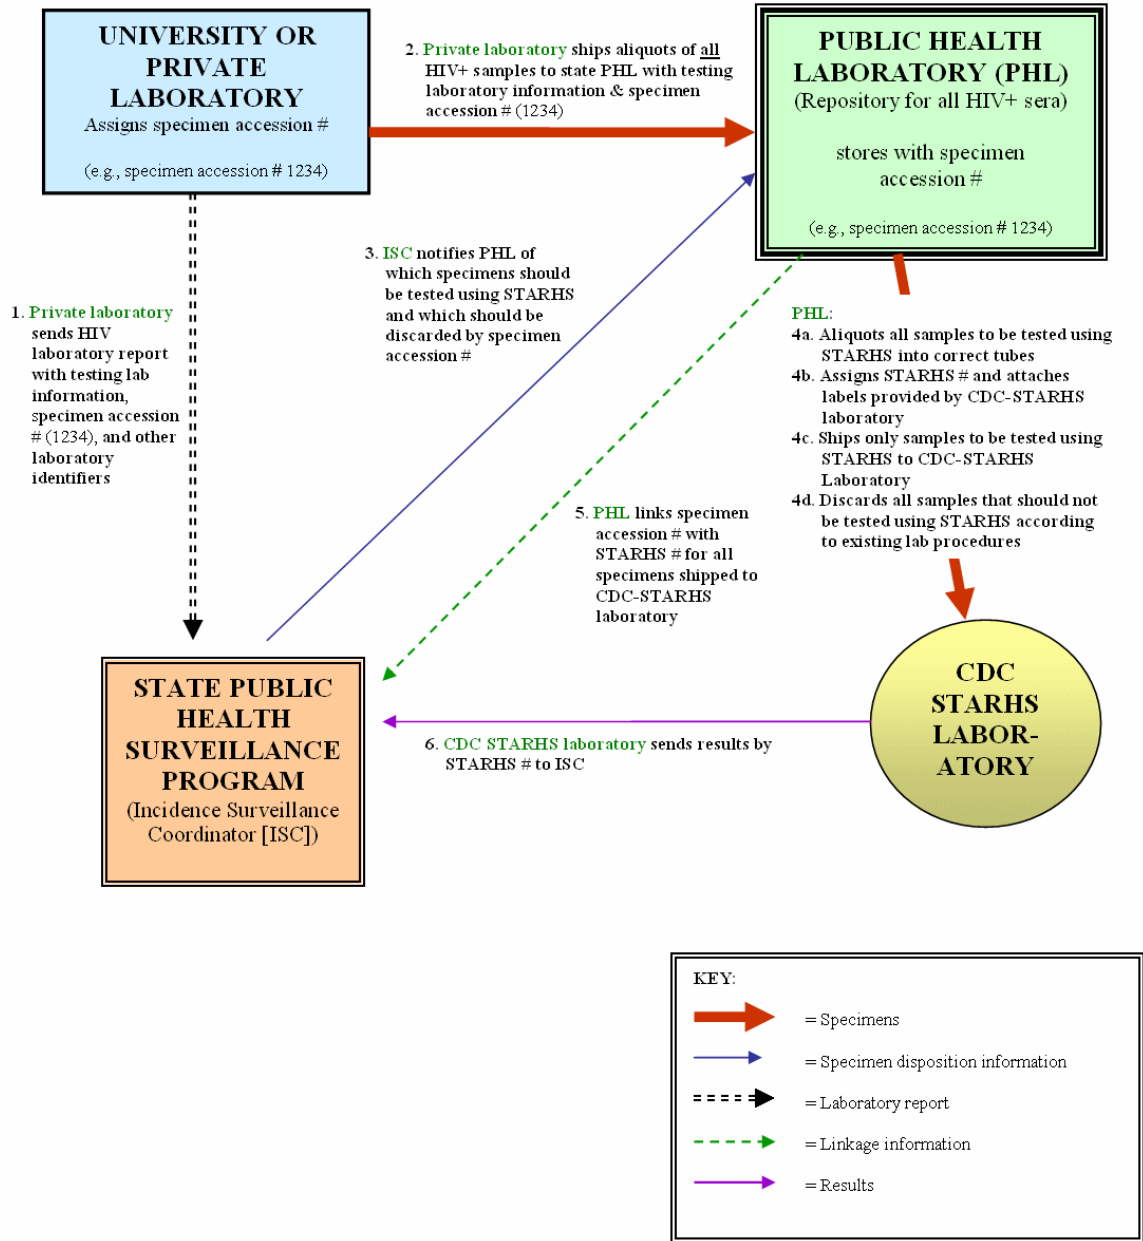 UNIVERSITY OR
PRIVATE
LABORATORY
Assigns specimen accession #
(e.g., specimen accession # 1234)
2. Private laboratory ships aliquots of all
HIV+ samples to state PHL with testing
laboratory information & specimen
accession # (1234)
PUBLIC HEALTH
LABORATORY (PHL)
(Repository for all HIV+ sera)
stores with specimen
accession #
(e.g., specimen accession # 1234)
1. Private laboratory
sends HIV
laboratory report
with testing lab
information,
specimen accession
# (1234), and other
laboratory
identifiers
3. ISC notifies PHL of
which specimens should
be tested using STARHS
and which should be
discarded by specimen
accession #
PHL:
4a. Aliquots all samples to be tested using
STARHS into correct tubes
4b. Assigns STARHS # and attaches
labels provided by CDC-STARHS
laboratory
4c. Ships only samples to be tested using
STARHS to CDC-STARHS
Laboratory
4d. Discards all samples that should not
be tested using STARHS according
to existing lab procedures
5. PHL links specimen
accession # with
STARHS # for all
specimens shipped to
CDC-STARHS
laboratory
STATE PUBLIC
HEALTH
SURVEILLANCE
PROGRAM
(Incidence Surveillance
Coordinator [ISC])
6. CDC STARHS laboratory sends results by
STARHS # to ISC
CDC
STARHS
LABOR-
ATORY
KEY:
= Specimens
= Specimen disposition information
= Laboratory report
= Linkage information
= Results